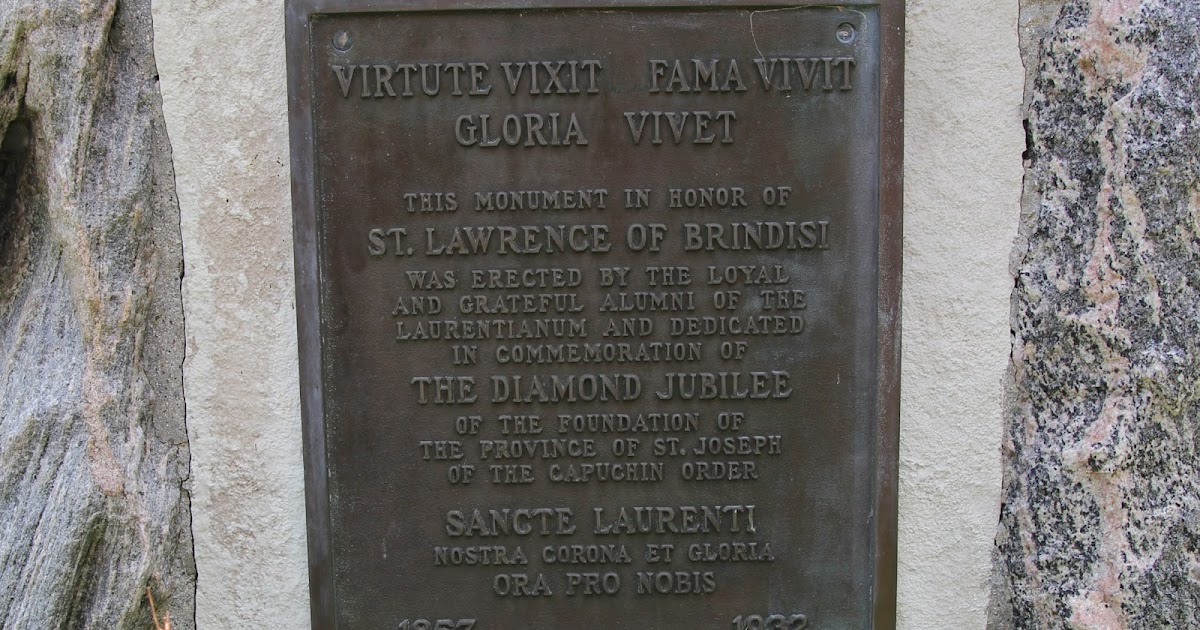 VIRTUTE VIXIT FAMA VIVIT
GLORIA VIVET
THIS MONUMENT IN HONOR OF
ST. LAWRENCE OF BRINDISI
WAS ERECTED BY THE LOYAL
AND GRATEFUL ALUMNI OF THE
LAURENTIANUM AND DEDICATED
IN COMMEMORATION OF
THE DIAMOND JUBILEE
OF THE FOUNDATION OF
THE PROVINCE OF ST. JOSEPH
OF THE CAPUCHIN ORDER
SANCTE LAURENTI
NOSTRA CORONA ET GLORIA
ORA PRO NOBIS
1857 1932